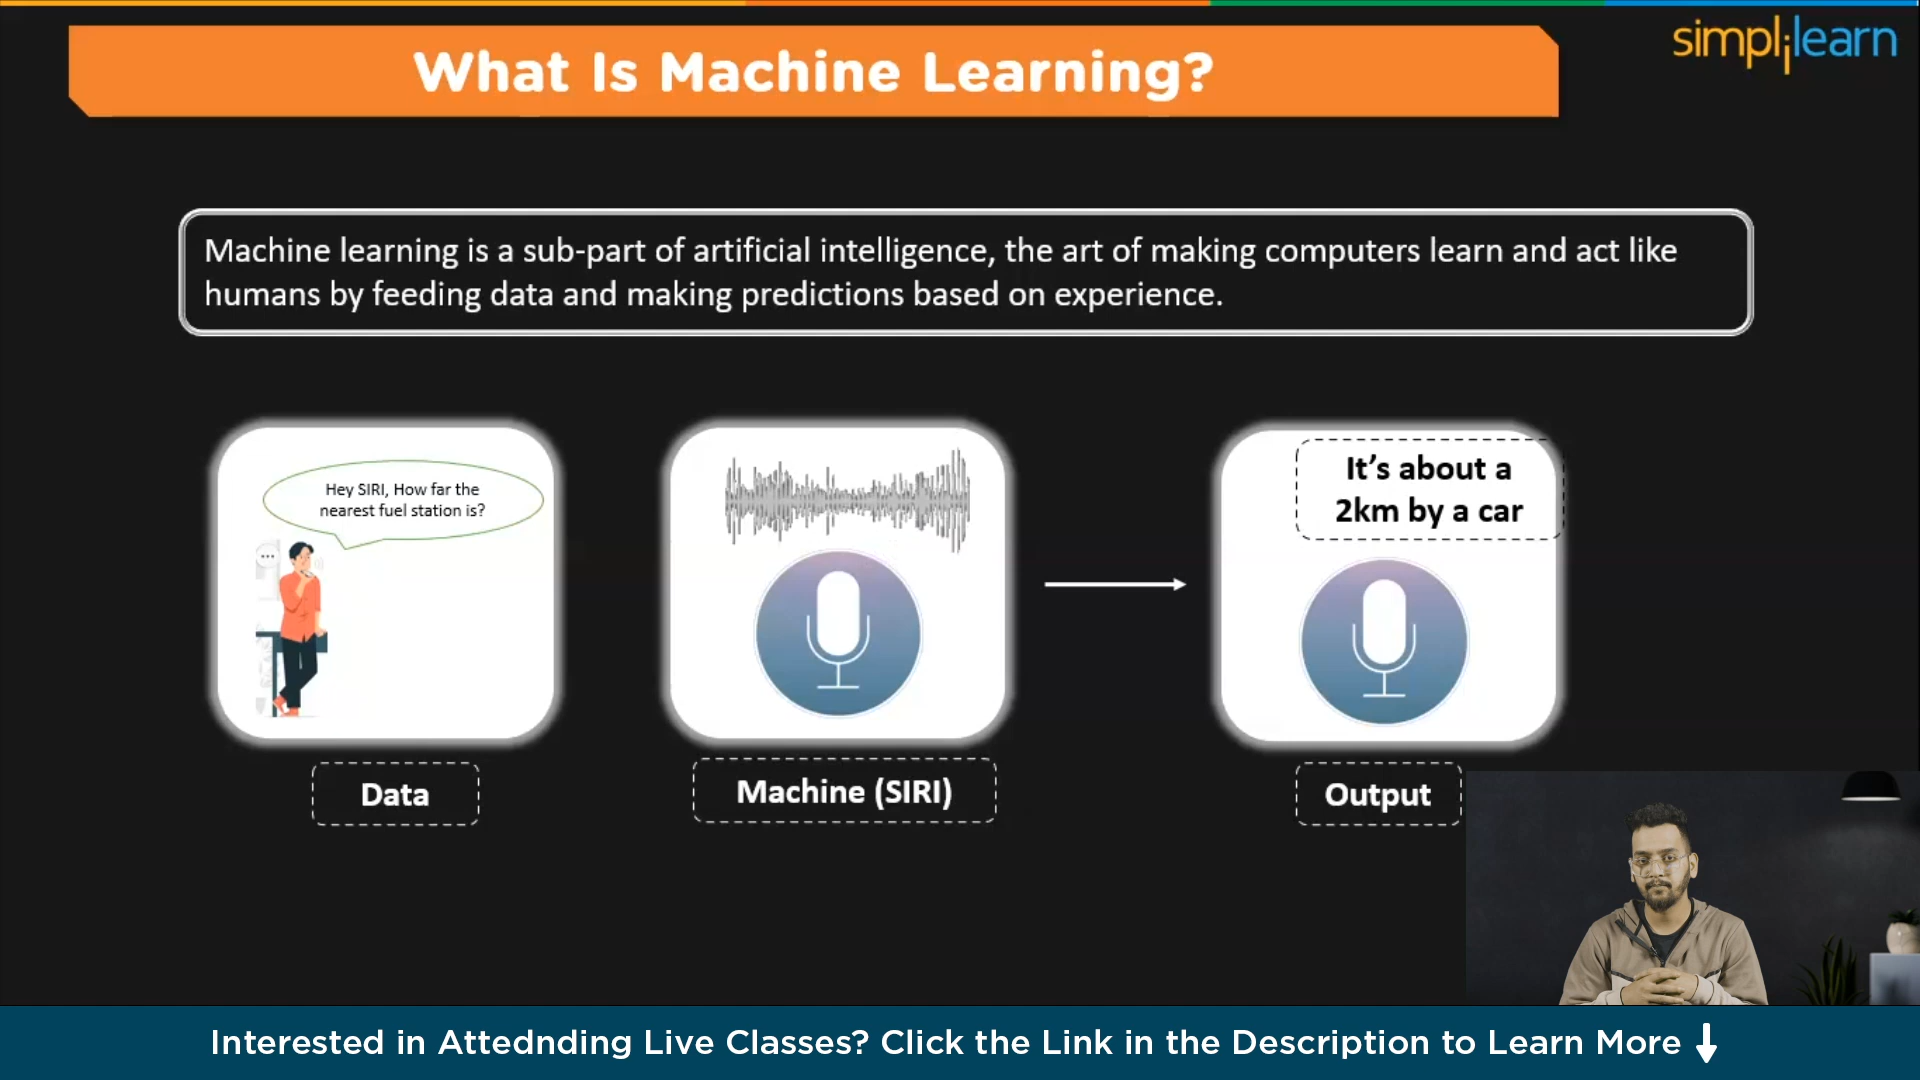 What Is Machine Learning?
simplilearn
Machine learning is a sub-part of artificial intelligence, the art of making computers learn and act like
humans by feeding data and making predictions based on experience.
Hey SIRI, How far the
nearest fuel station is?
It’s about a
2km by a car
Data
Machine (SIRI)
Output
Interested in Attednding Live Classes? Click the Link in the Description to Learn More